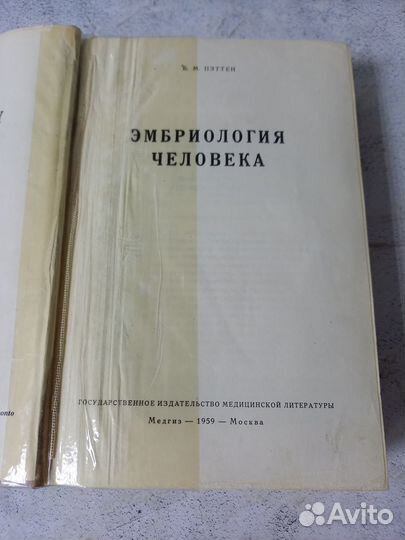 Б. М. ПЭТТЕН
ЭМБРИОЛОГИЯ
ЧЕЛОВЕКА
ГОСУДАРСТВЕННОЕ ИЗДАТЕЛЬСТВО МЕДИЦИНСКОЙ ЛИТЕРАТУРЫ
Медгиз — 1959 — Москва
Avito